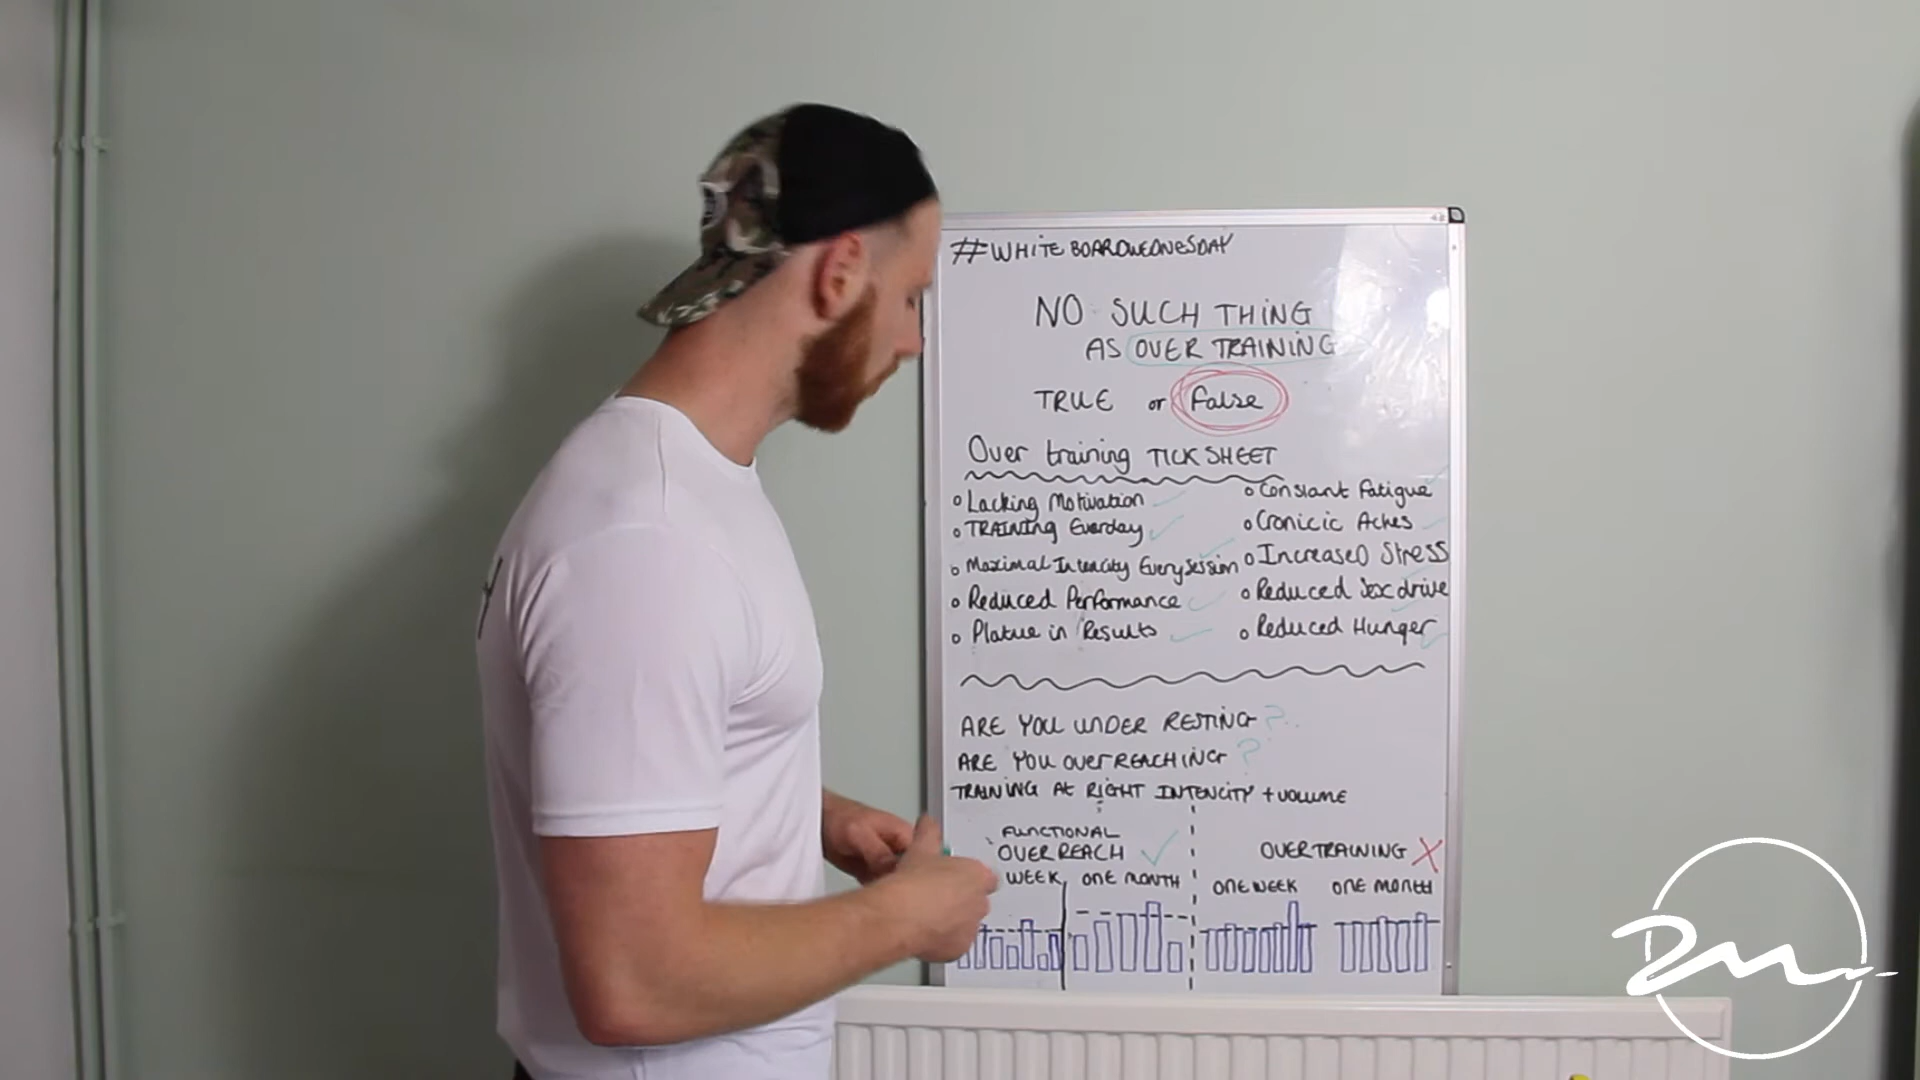 #WHITEBOARDWEDNESDAY
NO SUCH THING
AS OVER TRAINING
TRUE or False
Over training TICK SHEET
Lacking Motivation
TRAINING Everday
Maximal Intencity Every session
Reduced Performance
Platue in Results
Constant Fatigue
Cronicic Aches
Increased Stress
Reduced Sex drive
Reduced Hunger
ARE YOU UNDER RESTING?
ARE YOU OVERREACHING?
TRAINING At RIGHT INTENCITY + VOLUME
FUNCTIONAL
OVER REACH
WEEK ONE MONTH
OVERTRAINING
ONE WEEK ONE MONTH